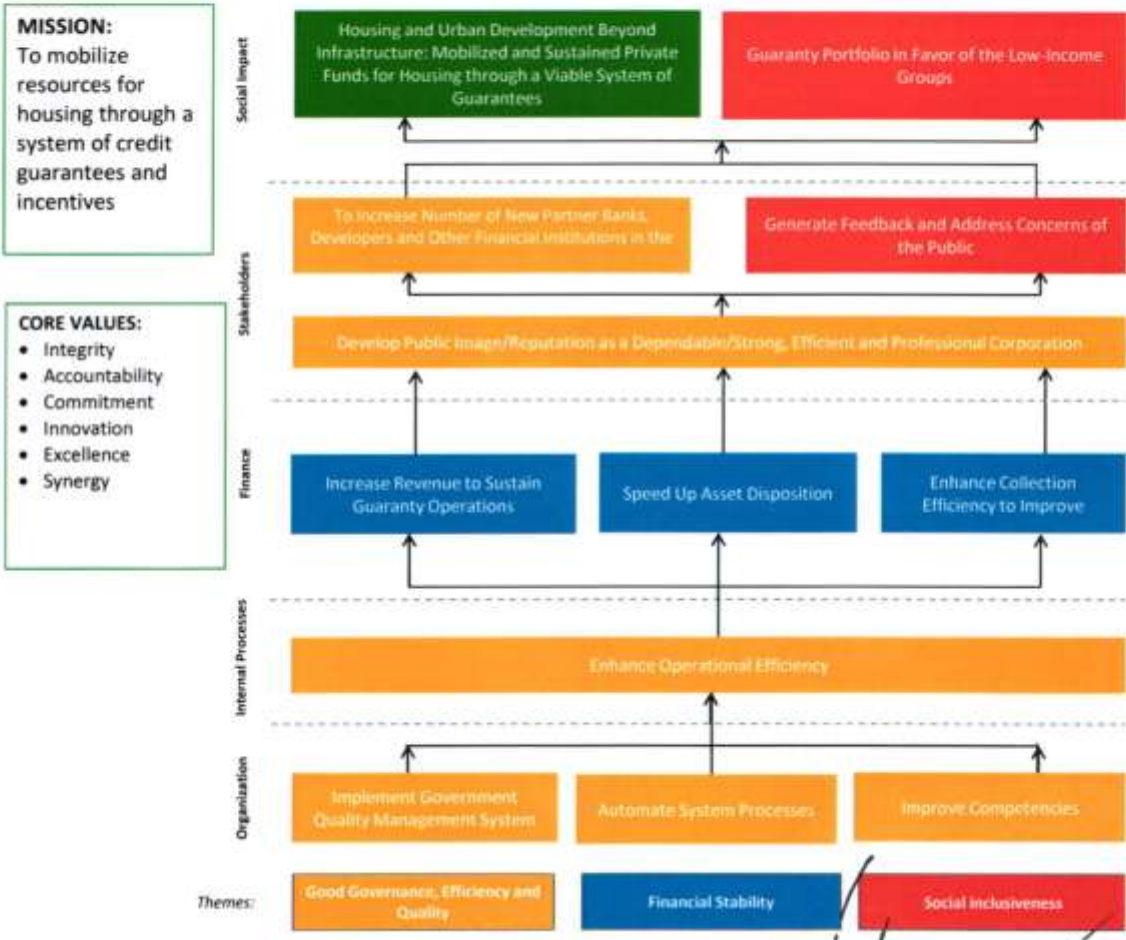 MISSION:
To mobilize
resources for
housing through a
system of credit
guarantees and
incentives
CORE VALUES:
• Integrity
• Accountability
• Commitment
• Innovation
• Excellence
• Synergy
Social Impact
Housing and Urban Development Beyond
Infrastructure: Mobilized and Sustained Private
Funds for Housing through a Viable System of
Guarantees
Guaranty Portfolio in Favor of the Low-Income
Groups
Stakeholders
To Increase Number of New Partner Banks,
Developers and Other Financial Institutions in the
Generate Feedback and Address Concerns of
the Public
Develop Public Image/Reputation as a Dependable/Strong, Efficient and Professional Corporation
Finance
Increase Revenue to Sustain
Guaranty Operations
Speed Up Asset Disposition
Enhance Collection
Efficiency to Improve
Internal Processes
Enhance Operational Efficiency
Organization
Implement Government
Quality Management System
Automate System Processes
Improve Competencies
Themes:
Good Governance, Efficiency and
Quality
Financial Stability
Social Inclusiveness